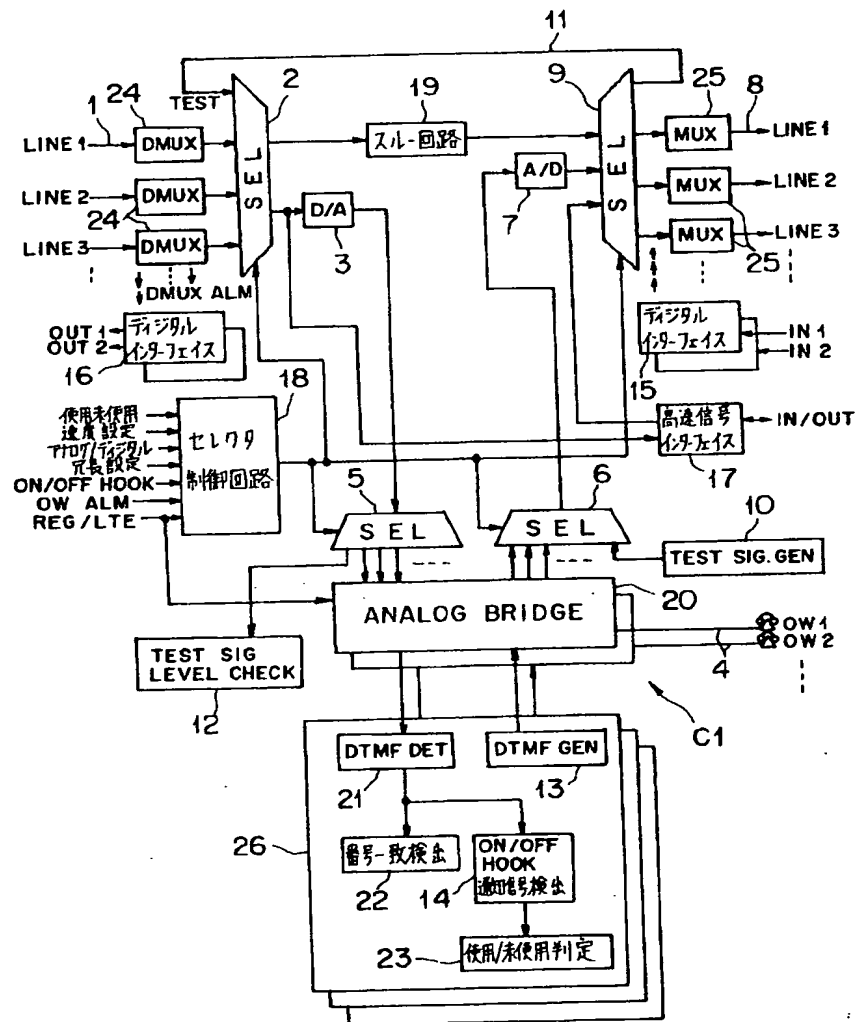 11
2
9
24
19
25
8
1
TEST
LINE 1
DMUX
SEL
スルー回路
SEL
MUX
LINE 1
A/D
LINE 2
DMUX
MUX
LINE 2
24
D/A
7
LINE 3
DMUX
3
MUX
LINE 3
25
DMUX ALM
OUT 1
OUT 2
ディジタル
インターフェイス
16
ディジタル
インターフェイス
15
IN 1
IN 2
18
使用未使用
速度設定
アナログ/ディジタル
冗長設定
ON/OFF HOOK
OW ALM
REG/LTE
セレクタ
制御回路
高速信号
インターフェイス
17
IN/OUT
5
SEL
6
SEL
10
TEST SIG. GEN
ANALOG BRIDGE
20
OW 1
OW 2
4
TEST SIG
LEVEL CHECK
12
C1
DTMF DET
21
DTMF GEN
13
26
番号一致検出
22
ON/OFF
HOOK
通知信号検出
14
23
使用/未使用判定